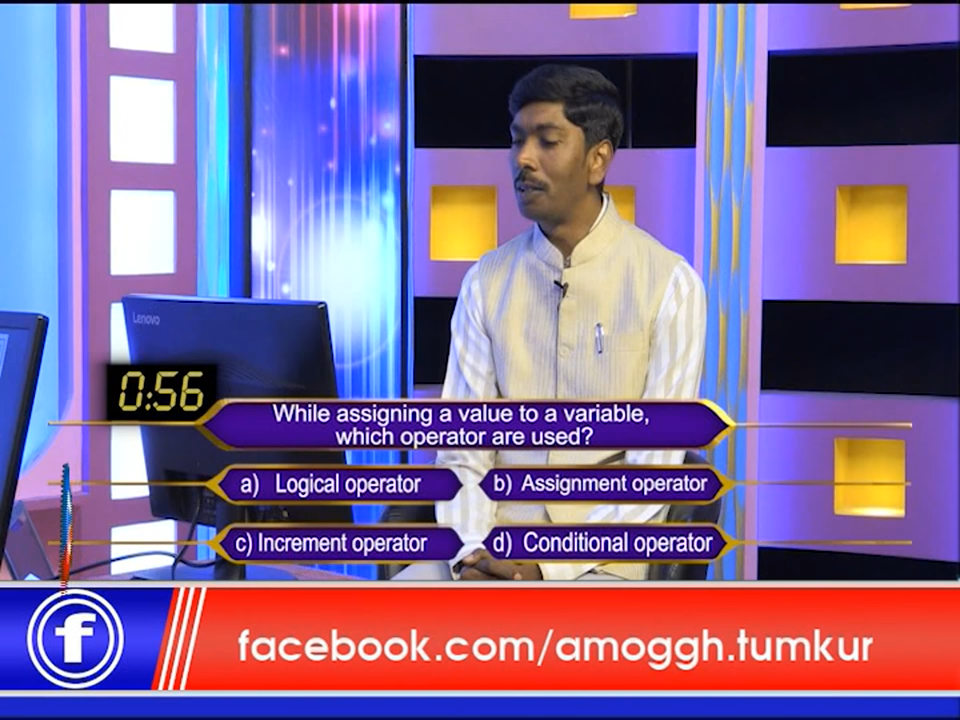 Lenovo
0:56
While assigning a value to a variable,
which operator are used?
a) Logical operator
b) Assignment operator
c) Increment operator
d) Conditional operator
f facebook.com/amoggh.tumkur